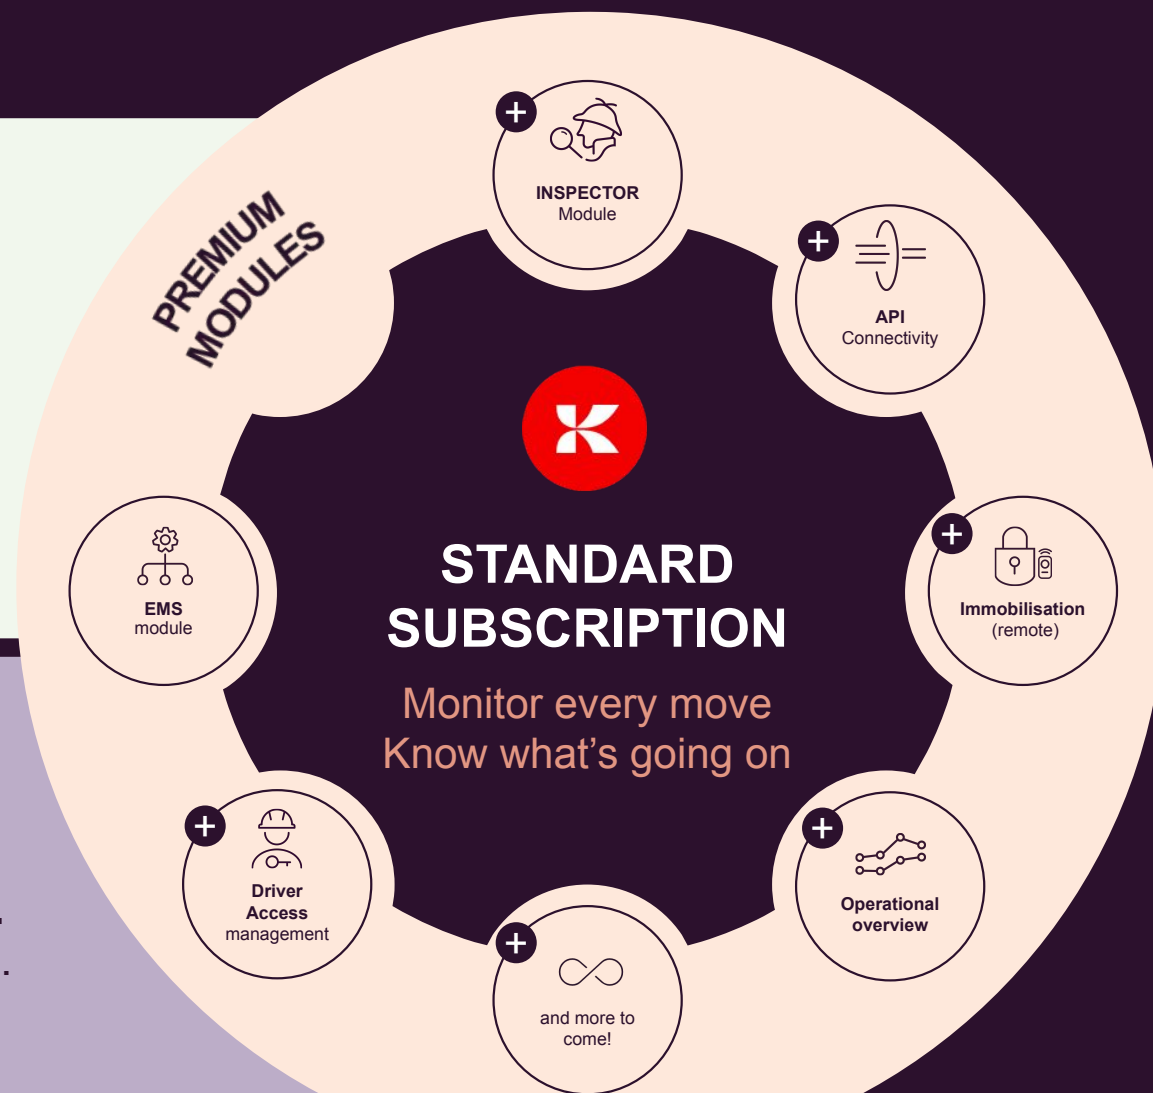 PREMIUM
MODULES
INSPECTOR
Module
API
Connectivity
Immobilisation
(remote)
Operational
overview
and more to
come!
Driver
Access
management
EMS
module
STANDARD
SUBSCRIPTION
Monitor every move
Know what's going on